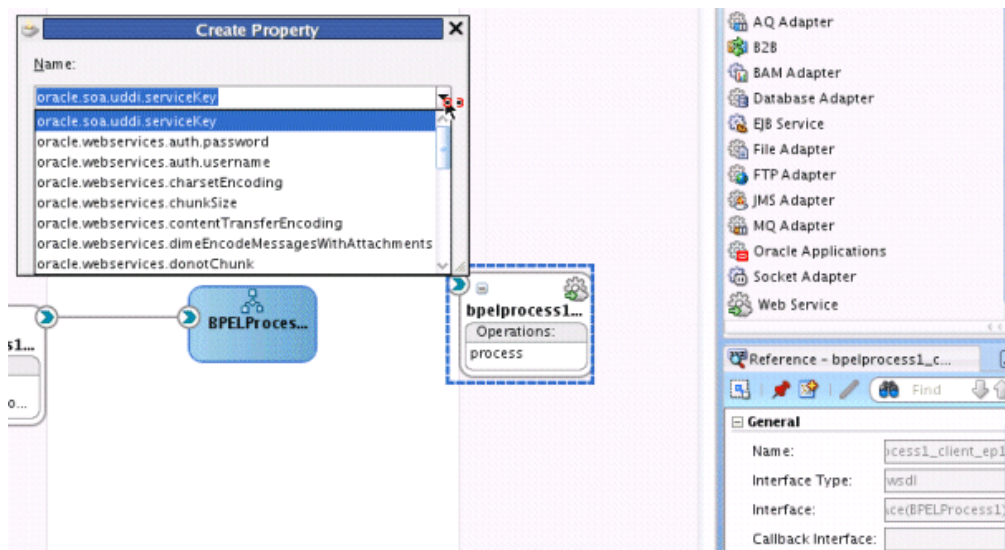 Create Property
Name:
oracle.soa.uddi.serviceKey
oracle.soa.uddi.serviceKey
oracle.webservices.auth.password
oracle.webservices.auth.username
oracle.webservices.charsetEncoding
oracle.webservices.chunkSize
oracle.webservices.contentTransferEncoding
oracle.webservices.dimeEncodeMessagesWithAttachments
oracle.webservices.donotChunk
s1...
o...
BPELProces...
bpelprocess1...
Operations:
process
AQ Adapter
B2B
BAM Adapter
Database Adapter
EJB Service
File Adapter
FTP Adapter
JMS Adapter
MQ Adapter
Oracle Applications
Socket Adapter
Web Service
Reference - bpelprocess1_c...
Find
General
Name: ocess1_client_ep1
Interface Type: wsdl
Interface: ace(BPELProcess1)
Callback Interface: